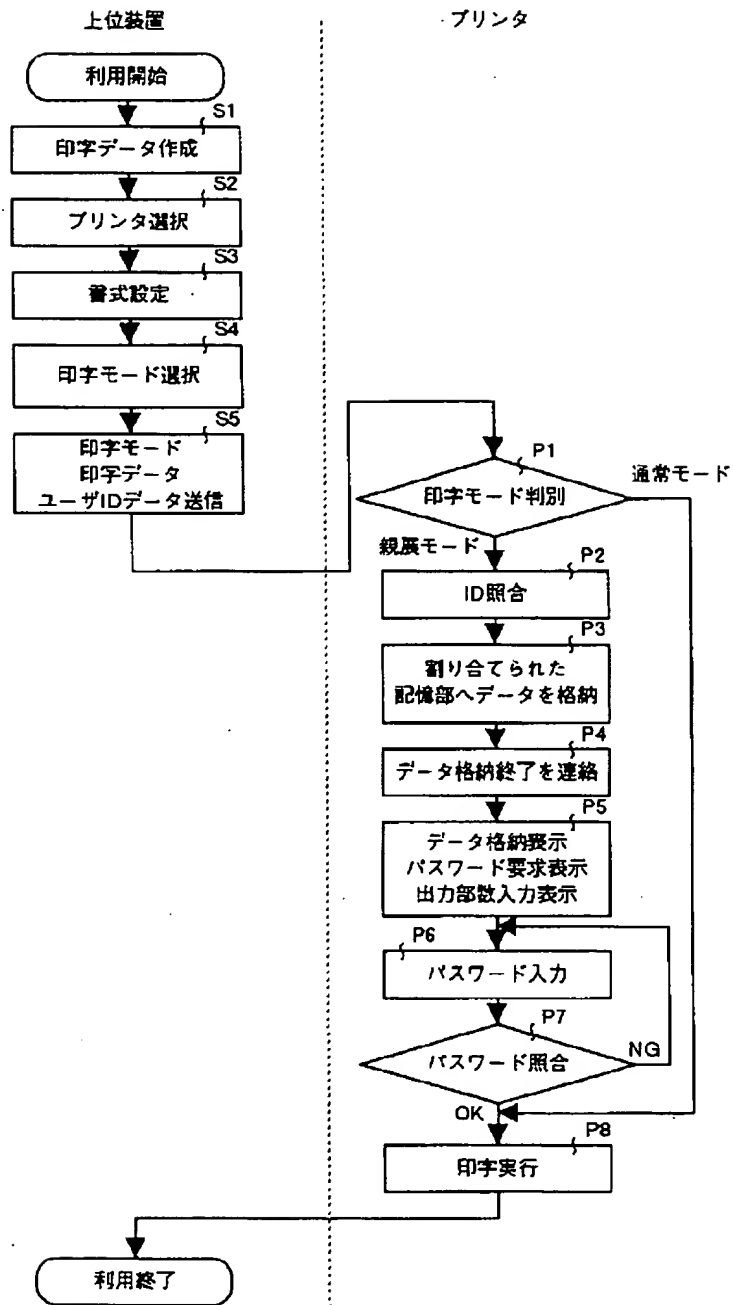 上位装置
プリンタ
利用開始
S1
印字データ作成
S2
プリンタ選択
S3
書式設定
S4
印字モード選択
S5
印字モード
印字データ
ユーザIDデータ送信
P1
印字モード判別
通常モード
親展モード
P2
ID照合
P3
割り合てられた
記憶部へデータを格納
P4
データ格納終了を連絡
P5
データ格納表示
パスワード要求表示
出力部数入力表示
P6
パスワード入力
P7
パスワード照合
NG
OK
P8
印字実行
利用終了